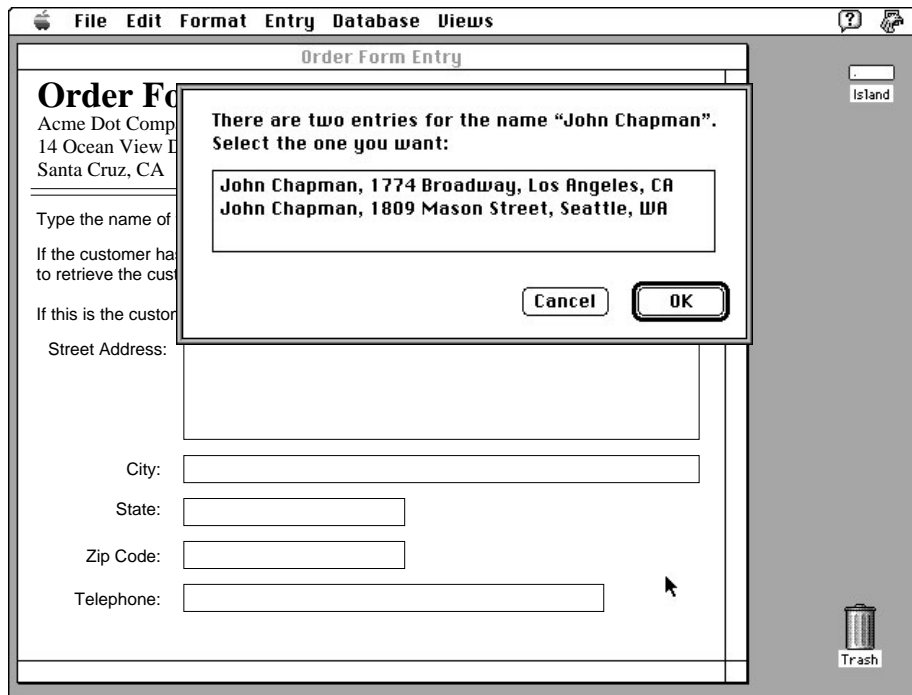 File Edit Format Entry Database Views
Order Form Entry
Island
Order Fo
Acme Dot Comp
14 Ocean View D
Santa Cruz, CA
Type the name of
If the customer ha
to retrieve the cust
If this is the custor
There are two entries for the name “John Chapman”.
Select the one you want:
John Chapman, 1774 Broadway, Los Angeles, CA
John Chapman, 1809 Mason Street, Seattle, WA
Cancel
OK
Street Address:
City:
State:
Zip Code:
Telephone:
Trash